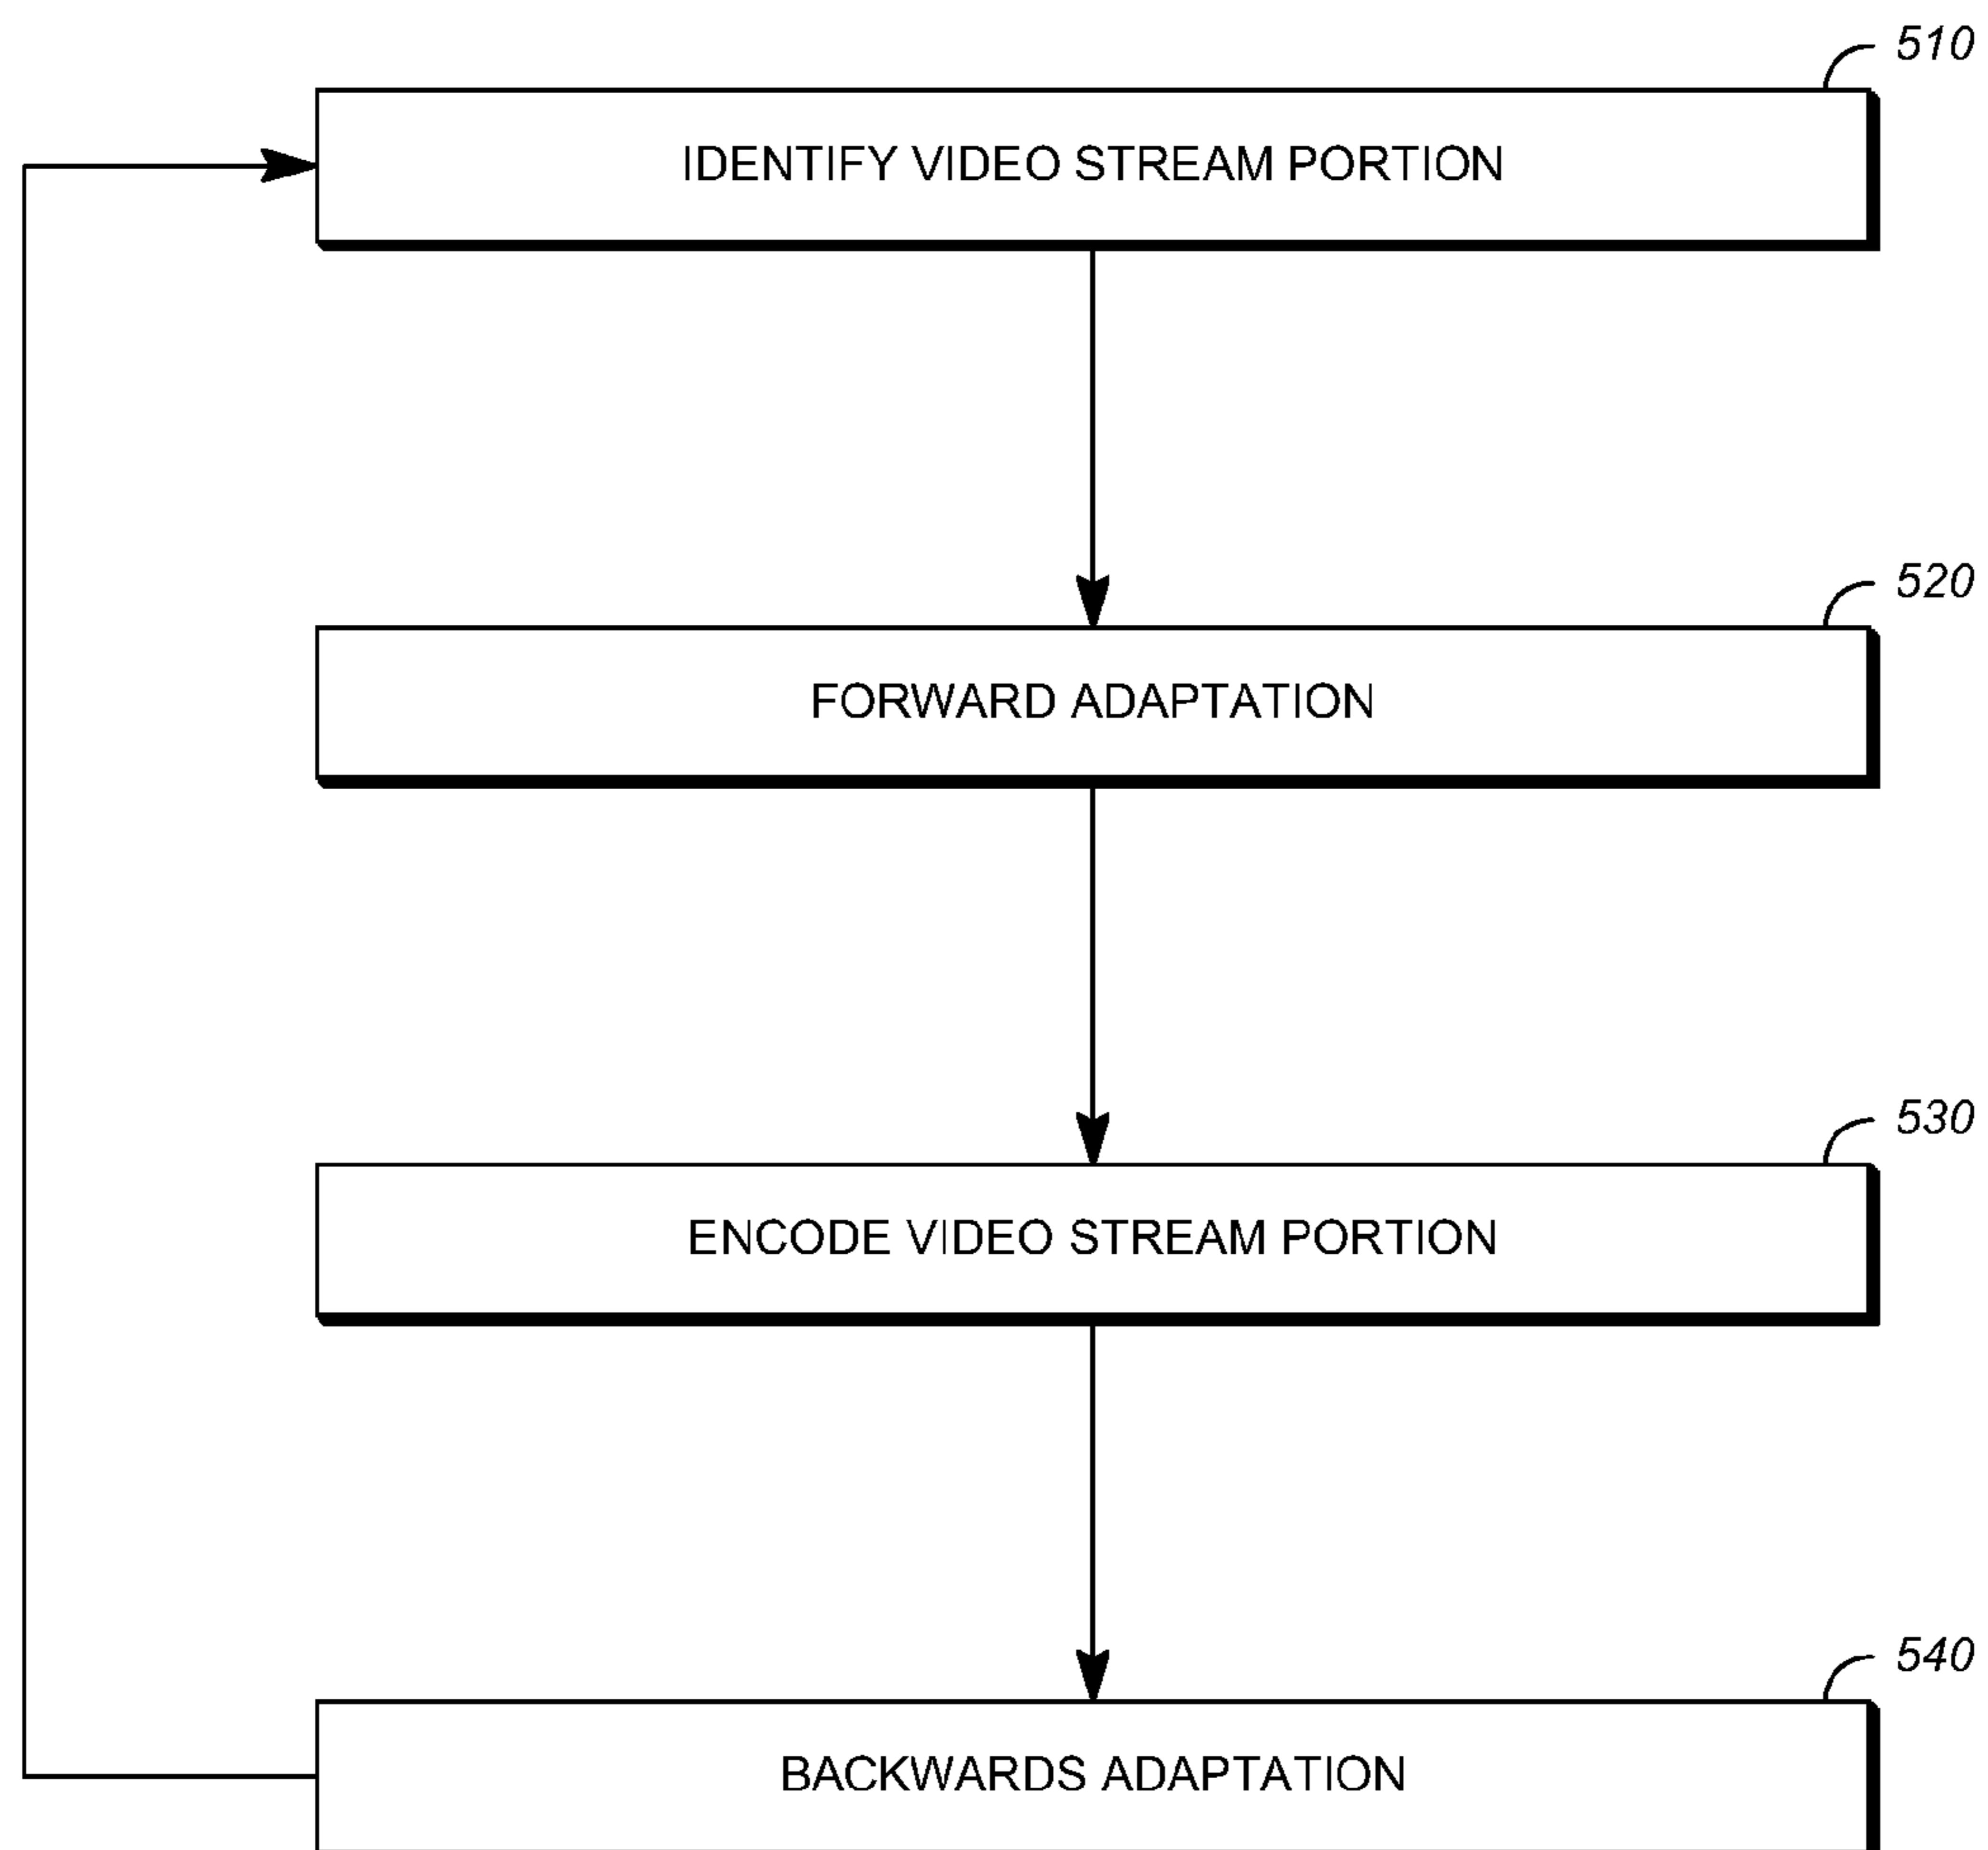 510
IDENTIFY VIDEO STREAM PORTION
520
FORWARD ADAPTATION
530
ENCODE VIDEO STREAM PORTION
540
BACKWARDS ADAPTATION